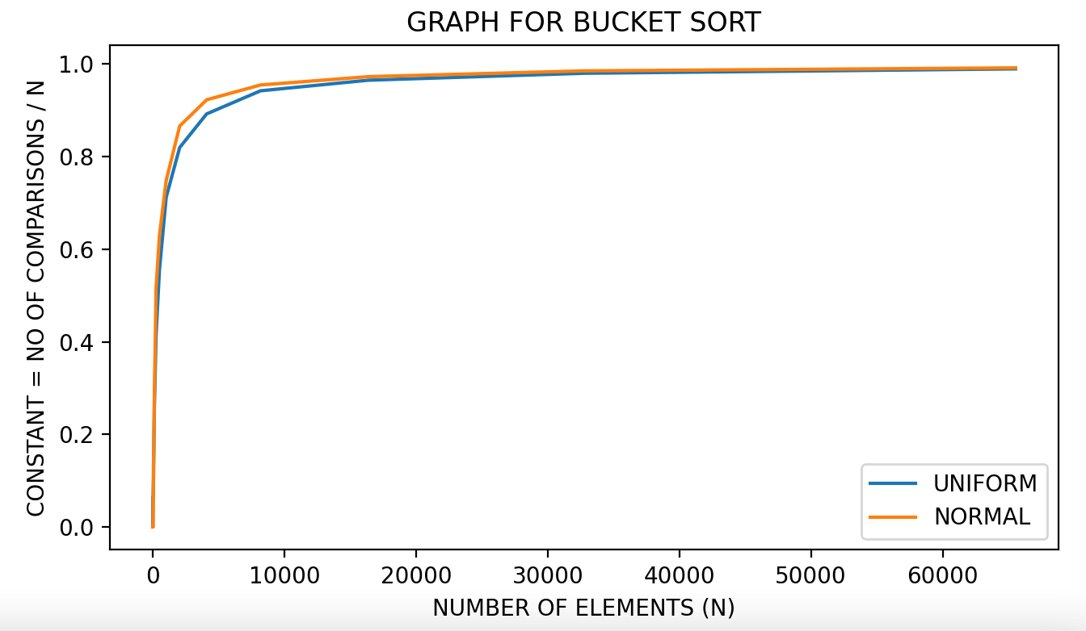 GRAPH FOR BUCKET SORT
CONSTANT = NO OF COMPARISONS / N
1.0
0.8
0.6
0.4
0.2
0.0
UNIFORM
NORMAL
0 10000 20000 30000 40000 50000 60000
NUMBER OF ELEMENTS (N)